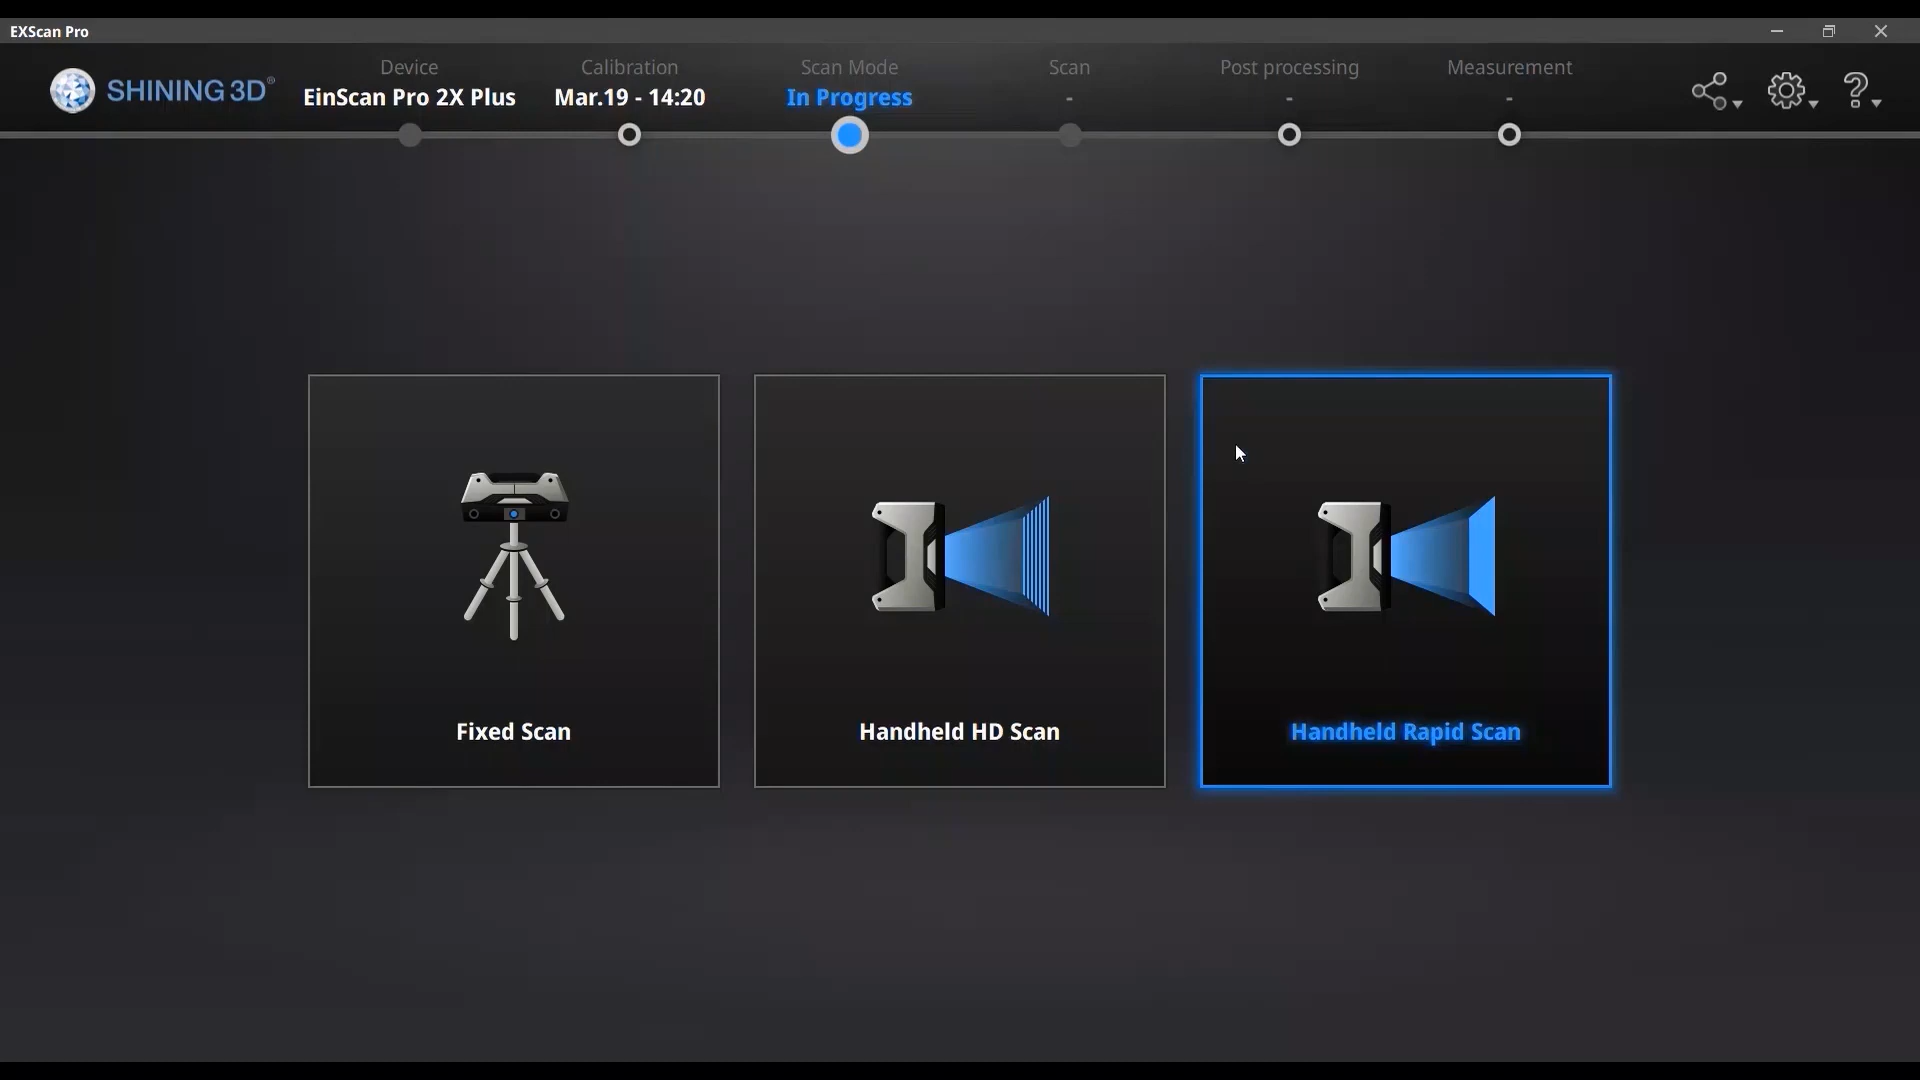 EXScan Pro
SHINING 3D®
Device
EinScan Pro 2X Plus
Calibration
Mar.19 - 14:20
Scan Mode
In Progress
Scan
-
Post processing
-
Measurement
-
Fixed Scan
Handheld HD Scan
Handheld Rapid Scan